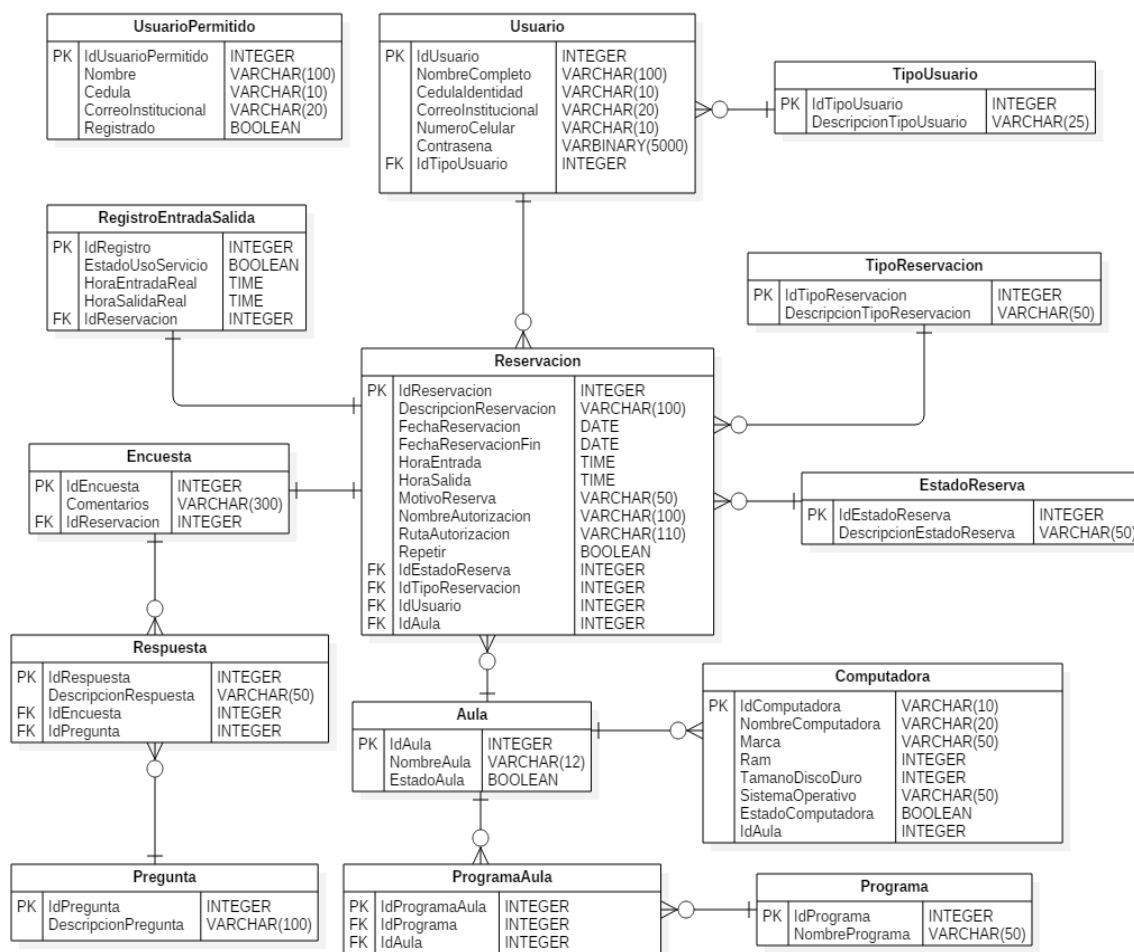 UsuarioPermitido
PK IdUsuarioPermitido INTEGER
Nombre VARCHAR(100)
Cedula VARCHAR(10)
CorreoInstitucional VARCHAR(20)
Registrado BOOLEAN
Usuario
PK IdUsuario INTEGER
NombreCompleto VARCHAR(100)
CedulaIdentidad VARCHAR(10)
CorreoInstitucional VARCHAR(20)
NumeroCelular VARCHAR(10)
Contrasena VARBINARY(5000)
FK IdTipoUsuario INTEGER
TipoUsuario
PK IdTipoUsuario INTEGER
DescripcionTipoUsuario VARCHAR(25)
RegistroEntradaSalida
PK IdRegistro INTEGER
EstadoUsoServicio BOOLEAN
HoraEntradaReal TIME
HoraSalidaReal TIME
FK IdReservacion INTEGER
TipoReservacion
PK IdTipoReservacion INTEGER
DescripcionTipoReservacion VARCHAR(50)
Reservacion
PK IdReservacion INTEGER
DescripcionReservacion VARCHAR(100)
FechaReservacion DATE
FechaReservacionFin DATE
HoraEntrada TIME
HoraSalida TIME
MotivoReserva VARCHAR(50)
NombreAutorizacion VARCHAR(100)
RutaAutorizacion VARCHAR(110)
Repetir BOOLEAN
FK IdEstadoReserva INTEGER
FK IdTipoReservacion INTEGER
FK IdUsuario INTEGER
FK IdAula INTEGER
Encuesta
PK IdEncuesta INTEGER
Comentarios VARCHAR(300)
FK IdReservacion INTEGER
EstadoReserva
PK IdEstadoReserva INTEGER
DescripcionEstadoReserva VARCHAR(50)
Respuesta
PK IdRespuesta INTEGER
DescripcionRespuesta VARCHAR(50)
FK IdEncuesta INTEGER
FK IdPregunta INTEGER
Aula
PK IdAula INTEGER
NombreAula VARCHAR(12)
EstadoAula BOOLEAN
Computadora
PK IdComputadora VARCHAR(10)
NombreComputadora VARCHAR(20)
Marca VARCHAR(50)
Ram INTEGER
TamanoDiscoDuro INTEGER
SistemaOperativo VARCHAR(50)
EstadoComputadora BOOLEAN
IdAula INTEGER
Pregunta
PK IdPregunta INTEGER
DescripcionPregunta VARCHAR(100)
ProgramaAula
PK IdProgramaAula INTEGER
FK IdPrograma INTEGER
FK IdAula INTEGER
Programa
PK IdPrograma INTEGER
NombrePrograma VARCHAR(50)